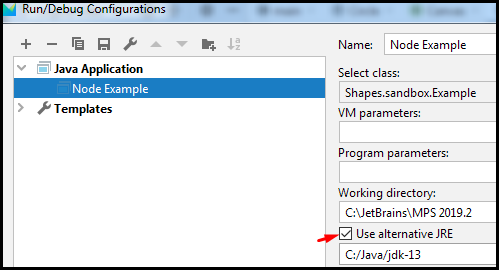 Run/Debug Configurations
Name: Node Example
Java Application
Node Example
Templates
Select class:
Shapes.sandbox.Example
VM parameters:
Program parameters:
Working directory:
C:\JetBrains\MPS 2019.2
Use alternative JRE
C:/Java/jdk-13